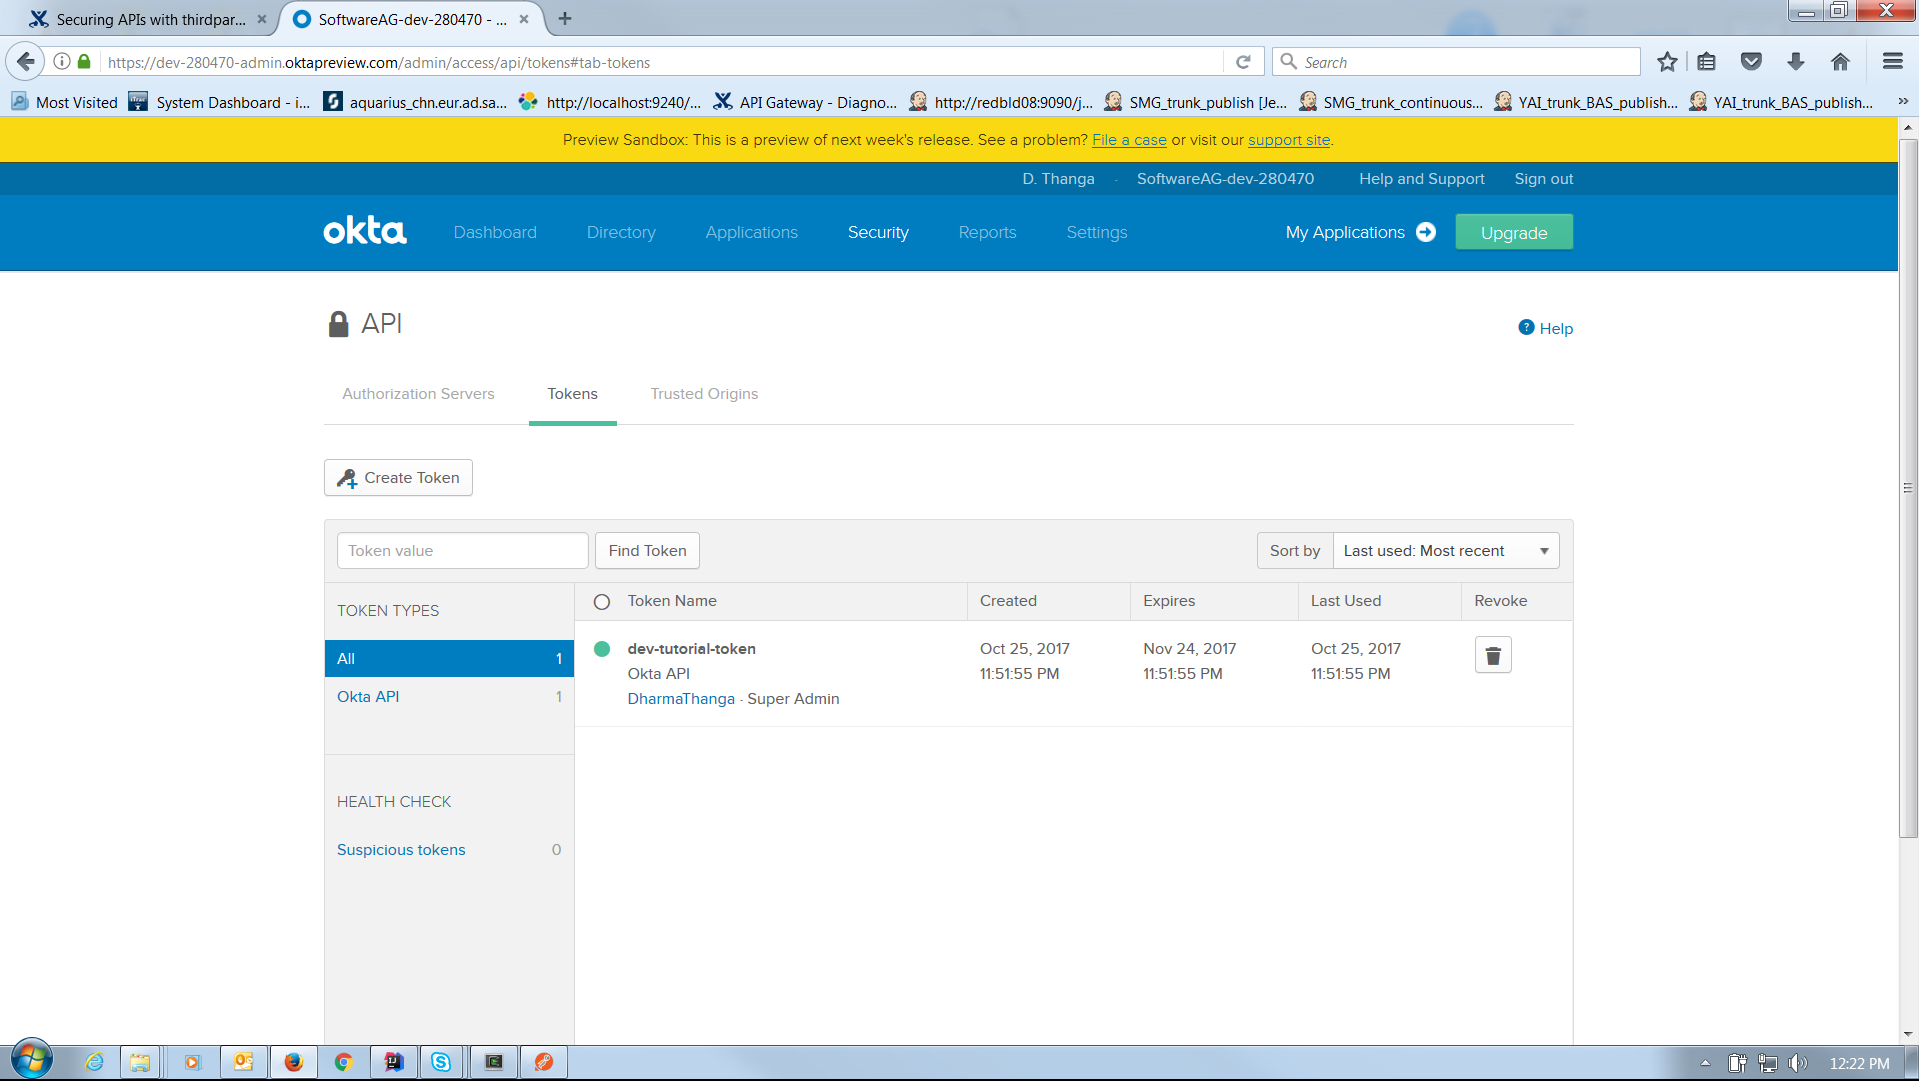 Securing APIs with thirdpar...
SoftwareAG-dev-280470 - ...
https://dev-280470-admin.oktapreview.com/admin/access/api/tokens#tab-tokens
Search
Most Visited
System Dashboard - i...
aquarius_chn.eur.ad.sa...
http://localhost:9240/...
API Gateway - Diagno...
http://redbld08:9090/j...
SMG_trunk_publish [Je...
SMG_trunk_continuous...
YAI_trunk_BAS_publish...
YAI_trunk_BAS_publish...
Preview Sandbox: This is a preview of next week's release. See a problem? File a case or visit our support site.
D. Thanga · SoftwareAG-dev-280470 Help and Support Sign out
okta Dashboard Directory Applications Security Reports Settings My Applications Upgrade
API
? Help
Authorization Servers Tokens Trusted Origins
Create Token
Token value Find Token Sort by Last used: Most recent
TOKEN TYPES
All 1
Okta API 1
HEALTH CHECK
Suspicious tokens 0
Token Name Created Expires Last Used Revoke
dev-tutorial-token Oct 25, 2017 Nov 24, 2017 Oct 25, 2017
Okta API 11:51:55 PM 11:51:55 PM 11:51:55 PM
DharmaThanga · Super Admin
12:22 PM